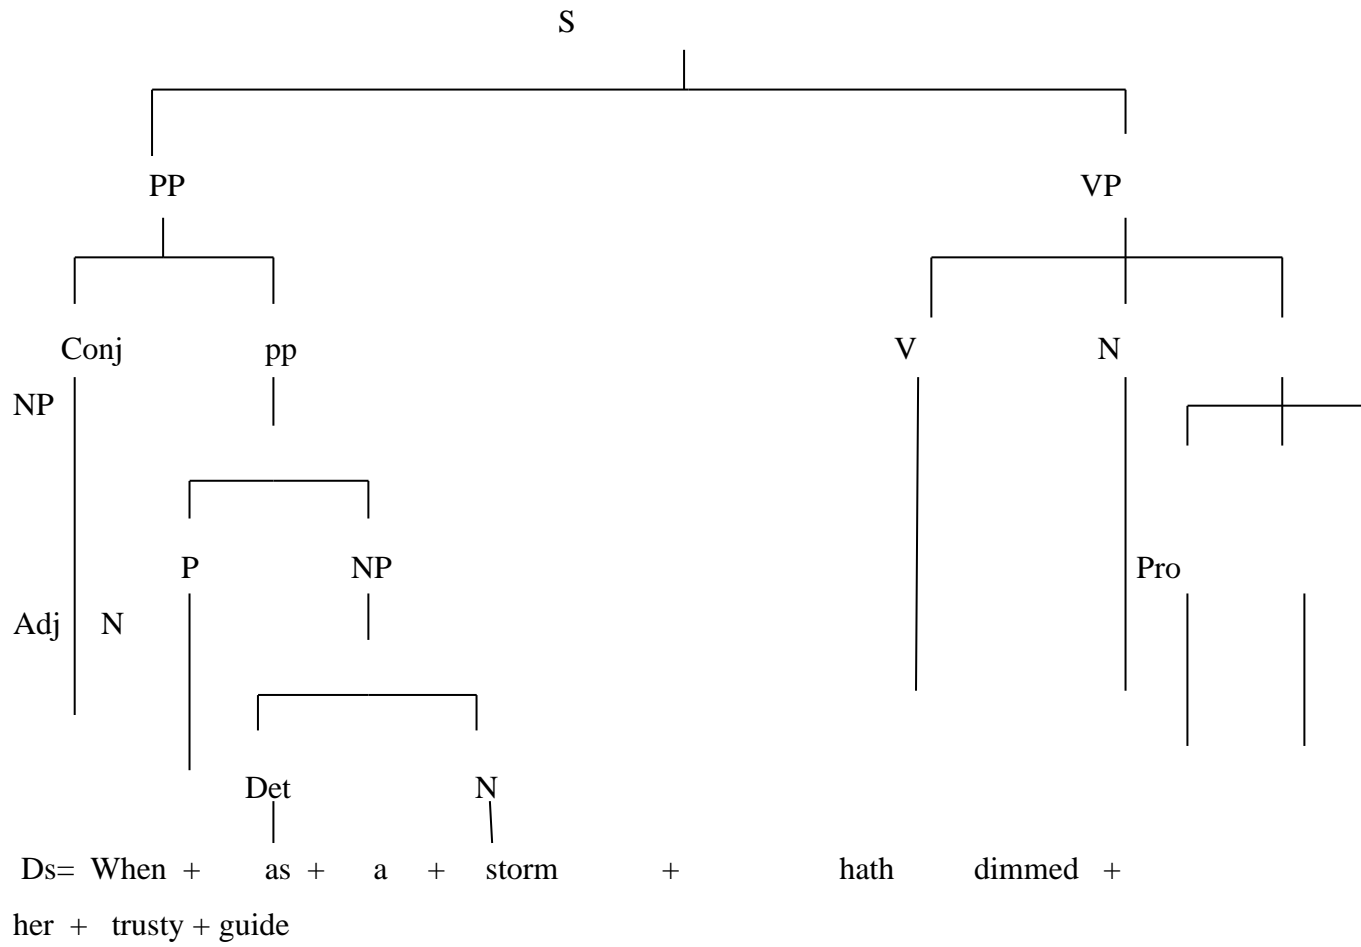 S
PP VP
Conj pp V N
NP
P NP Pro
Adj N
Det N
Ds= When + as + a + storm + hath dimmed +
her + trusty + guide